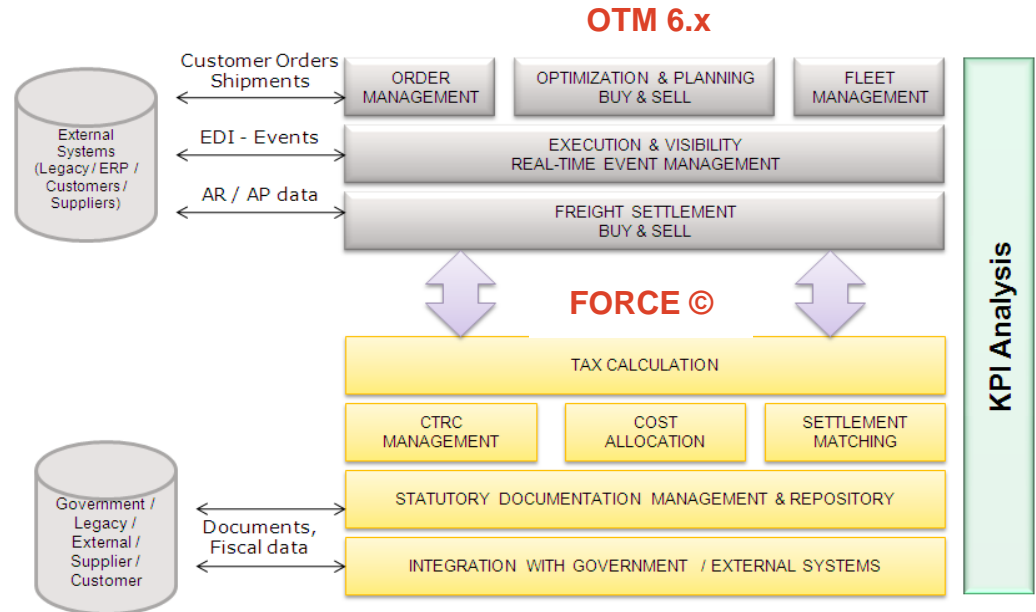 OTM 6.x
Customer Orders
Shipments
ORDER
MANAGEMENT
OPTIMIZATION & PLANNING
BUY & SELL
FLEET
MANAGEMENT
External
Systems
(Legacy / ERP /
Customers /
Suppliers)
EDI - Events
EXECUTION & VISIBILITY
REAL-TIME EVENT MANAGEMENT
AR / AP data
FREIGHT SETTLEMENT
BUY & SELL
KPI Analysis
FORCE ©
TAX CALCULATION
CTRC
MANAGEMENT
COST
ALLOCATION
SETTLEMENT
MATCHING
Government /
Legacy /
External /
Supplier /
Customer
Documents,
Fiscal data
STATUTORY DOCUMENTATION MANAGEMENT & REPOSITORY
INTEGRATION WITH GOVERNMENT / EXTERNAL SYSTEMS